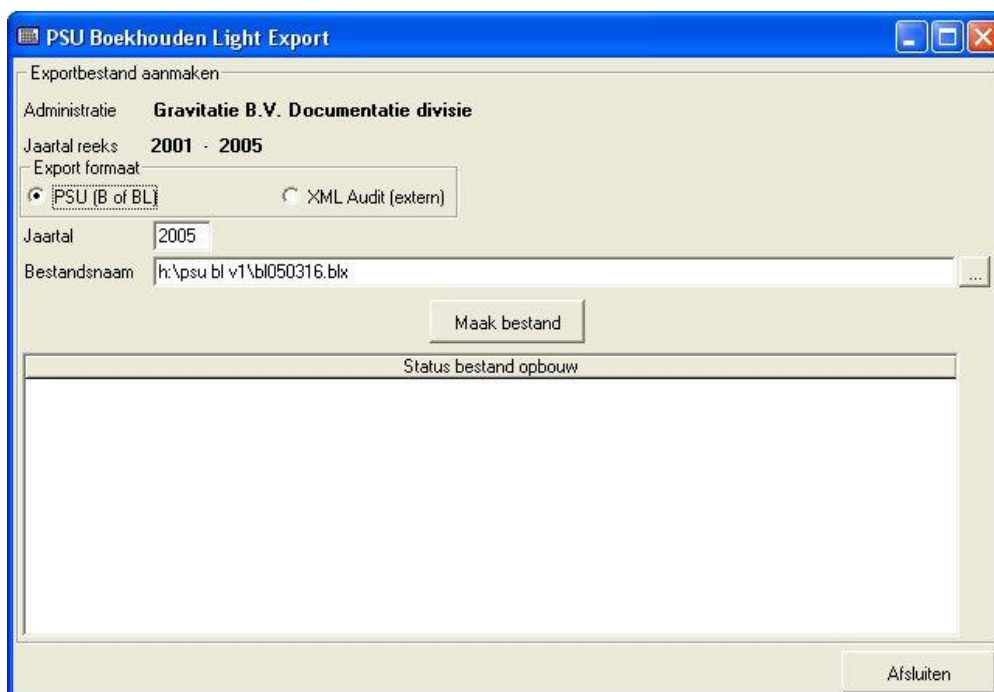 PSU Boekhouden Light Export
Exportbestand aanmaken
Administratie Gravitatie B.V. Documentatie divisie
Jaartal reeks 2001 - 2005
Export formaat
PSU (B of BL) XML Audit (extern)
Jaartal 2005
Bestandsnaam h:\psu bl v1\bl050316.blx ...
Maak bestand
Status bestand opbouw
Afsluiten